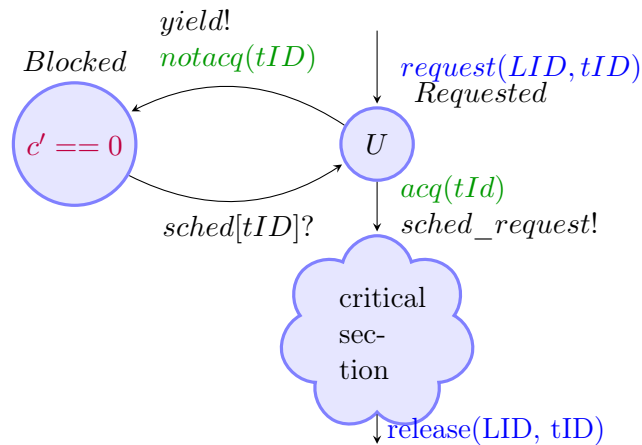 yield!
notacq(tID)
Blocked
request(LID, tID)
Requested
c′ == 0
U
sched[tID]?
acq(tId)
sched_request!
critical
sec-
tion
release(LID, tID)